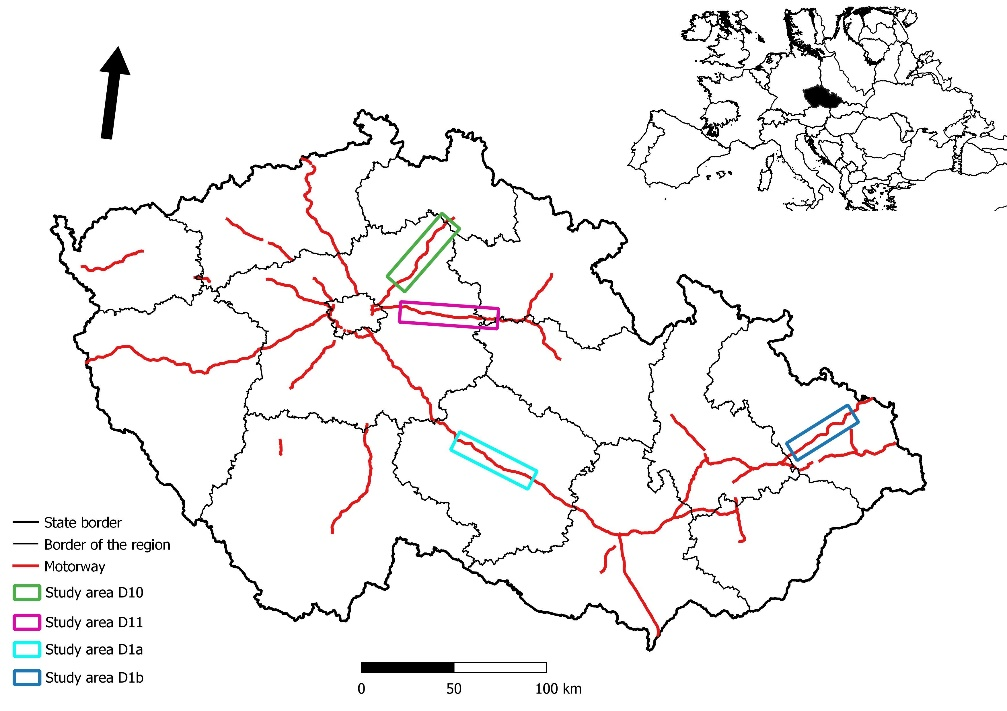 State border
Border of the region
Motorway
Study area D10
Study area D11
Study area D1a
Study area D1b
0 50 100 km